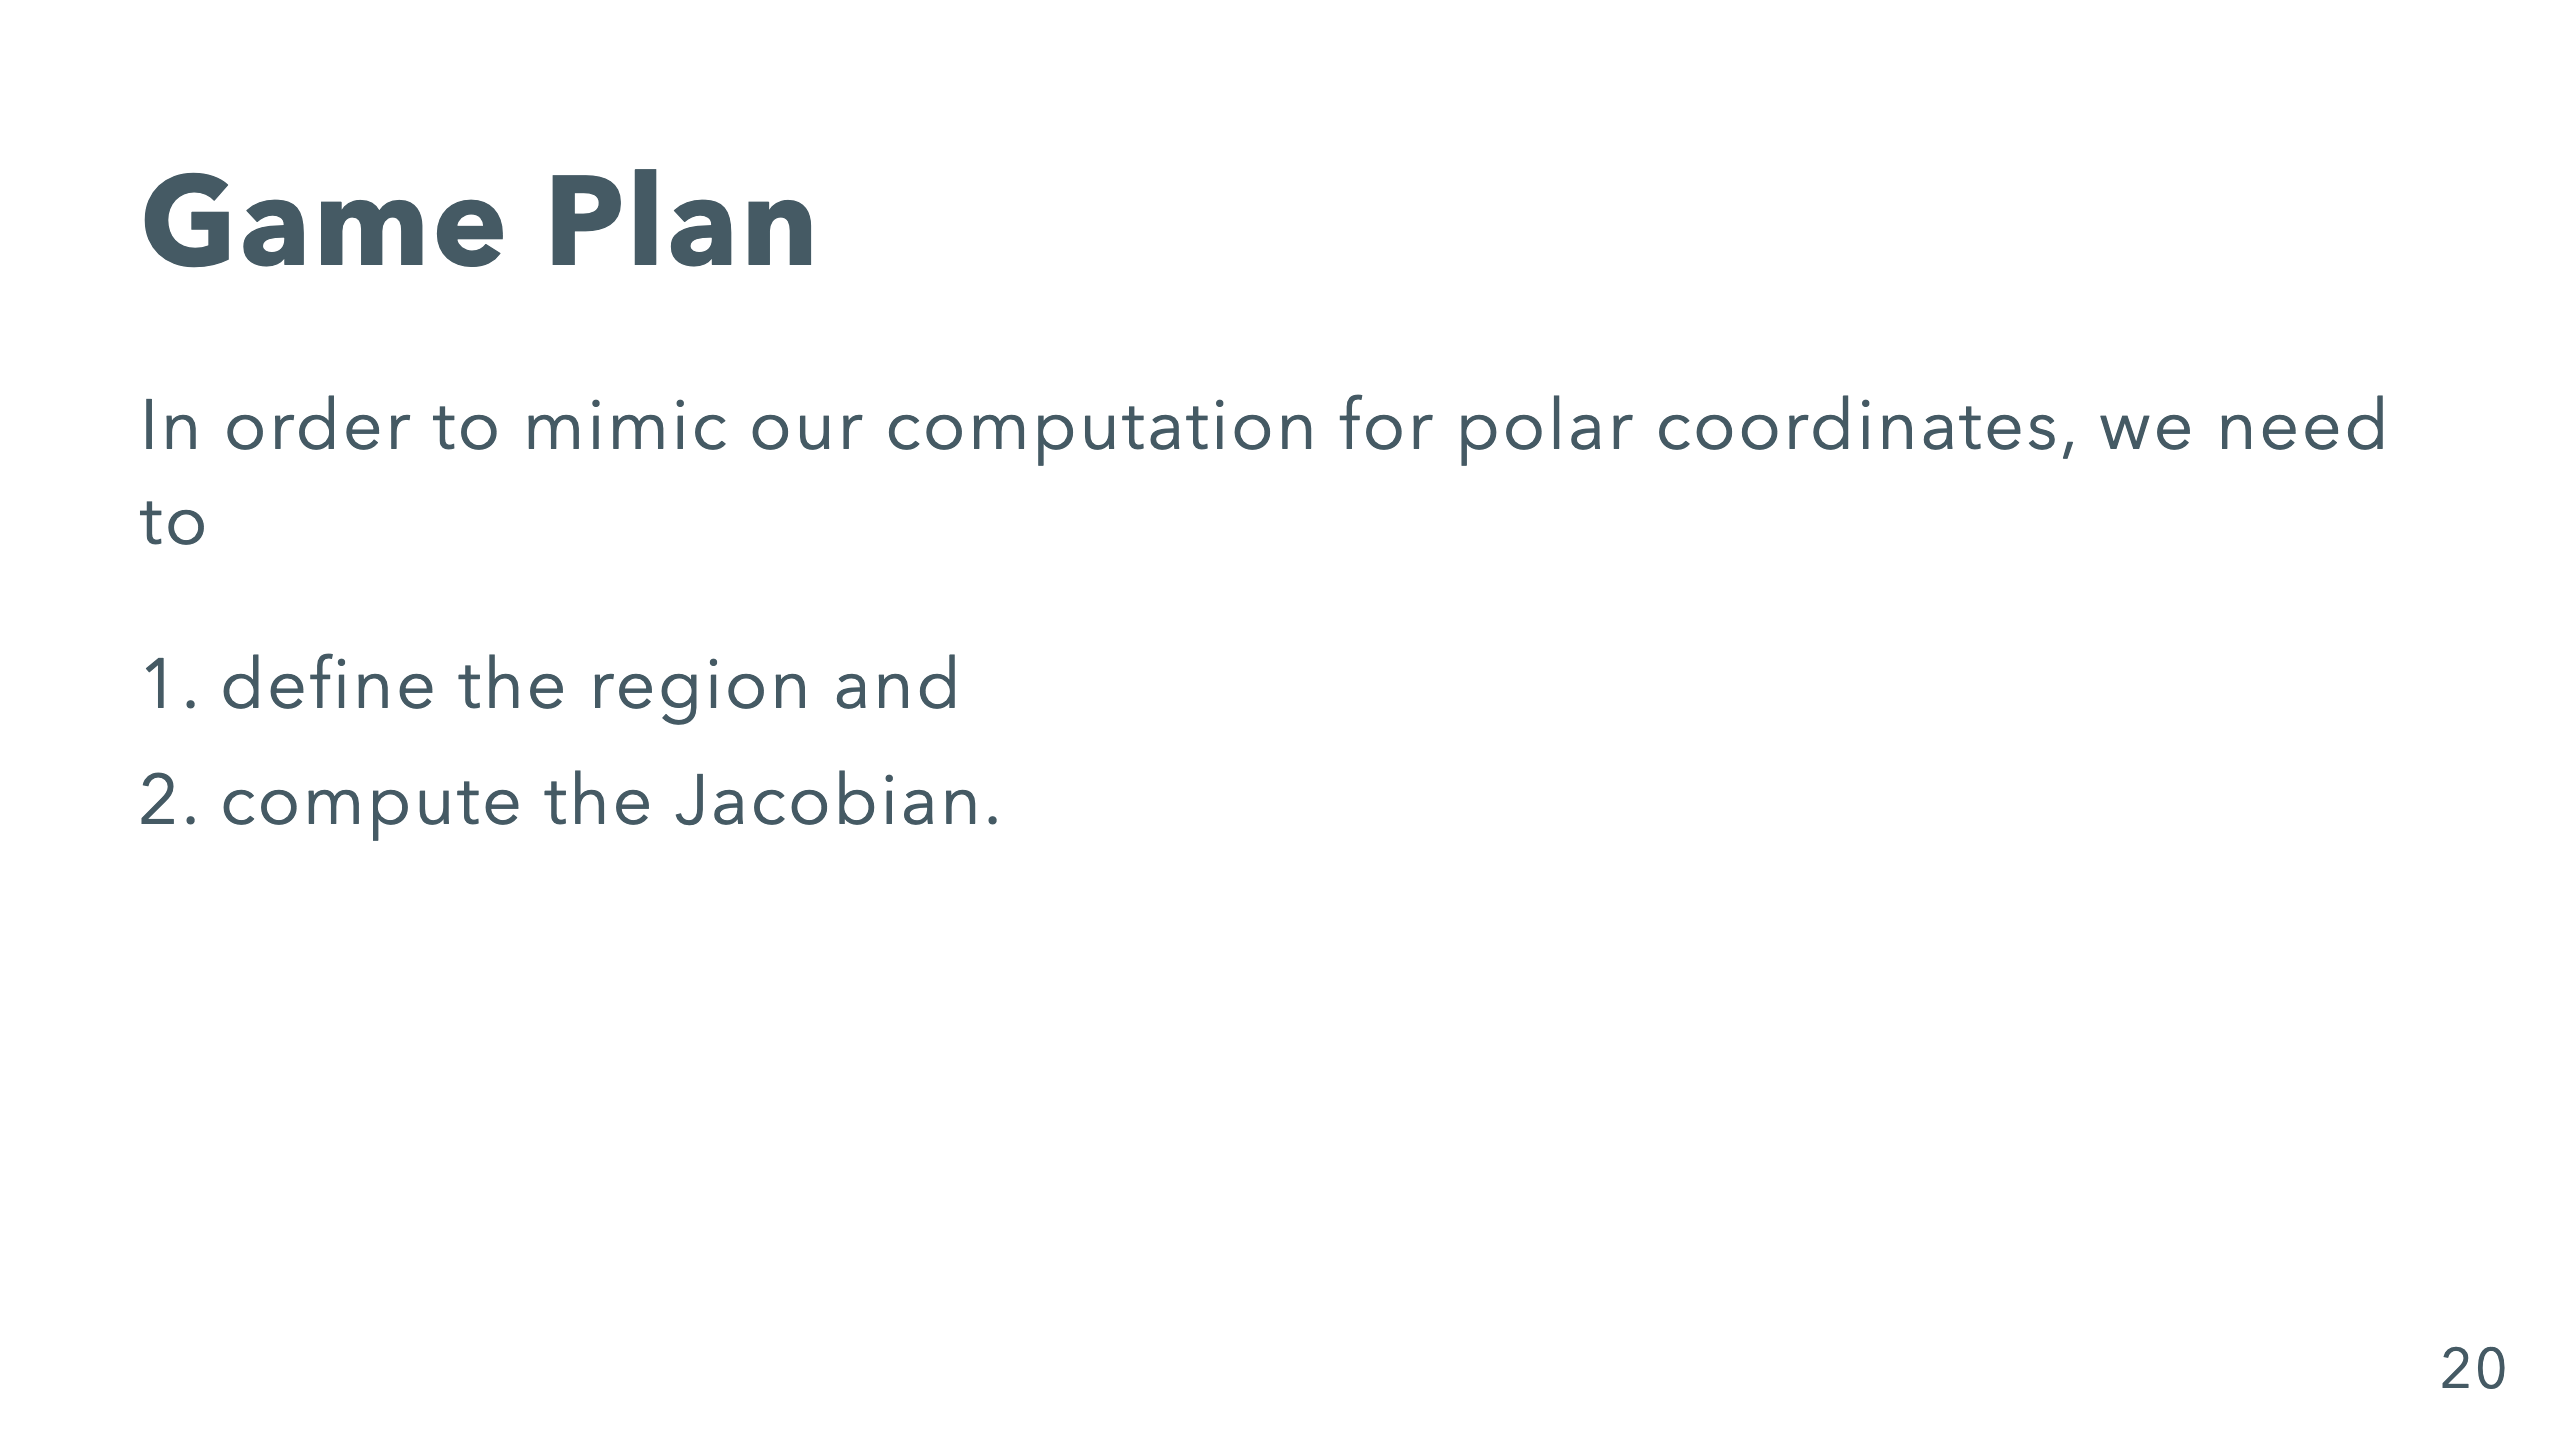 Game Plan
In order to mimic our computation for polar coordinates, we need
to
1. define the region and
2. compute the Jacobian.
20